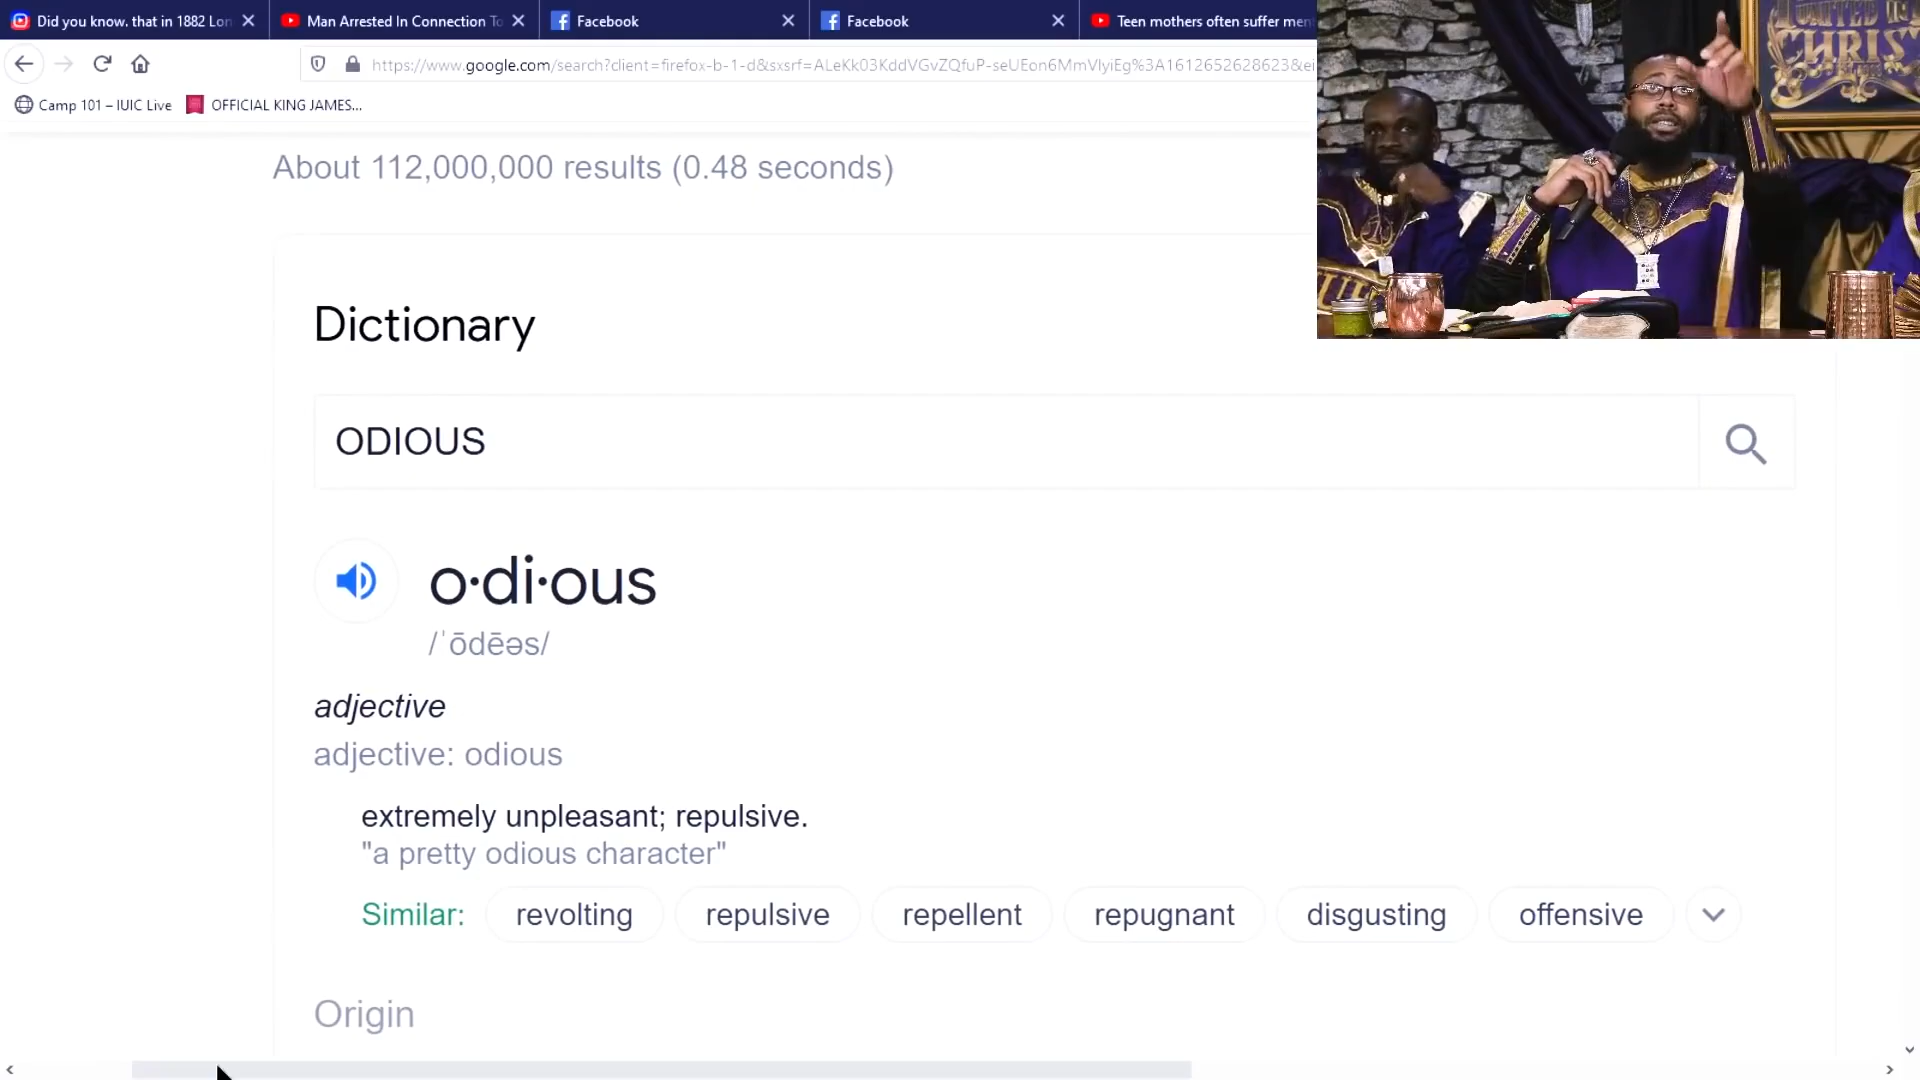 Did you know. that in 1882 Lon
Man Arrested In Connection To
Facebook
Facebook
Teen mothers often suffer men
https://www.google.com/search?client=firefox-b-1-d&sxsrf=ALeKk03KddVGvZQfuP-seUEon6MmVlyiEg%3A1612652628623&ei
Camp 101 – IUIC Live
OFFICIAL KING JAMES...
UNITED IN
CHRIST
About 112,000,000 results (0.48 seconds)
Dictionary
ODIOUS
o·di·ous
/ˈōdēəs/
adjective
adjective: odious
extremely unpleasant; repulsive.
"a pretty odious character"
Similar: revolting repulsive repellent repugnant disgusting offensive
Origin